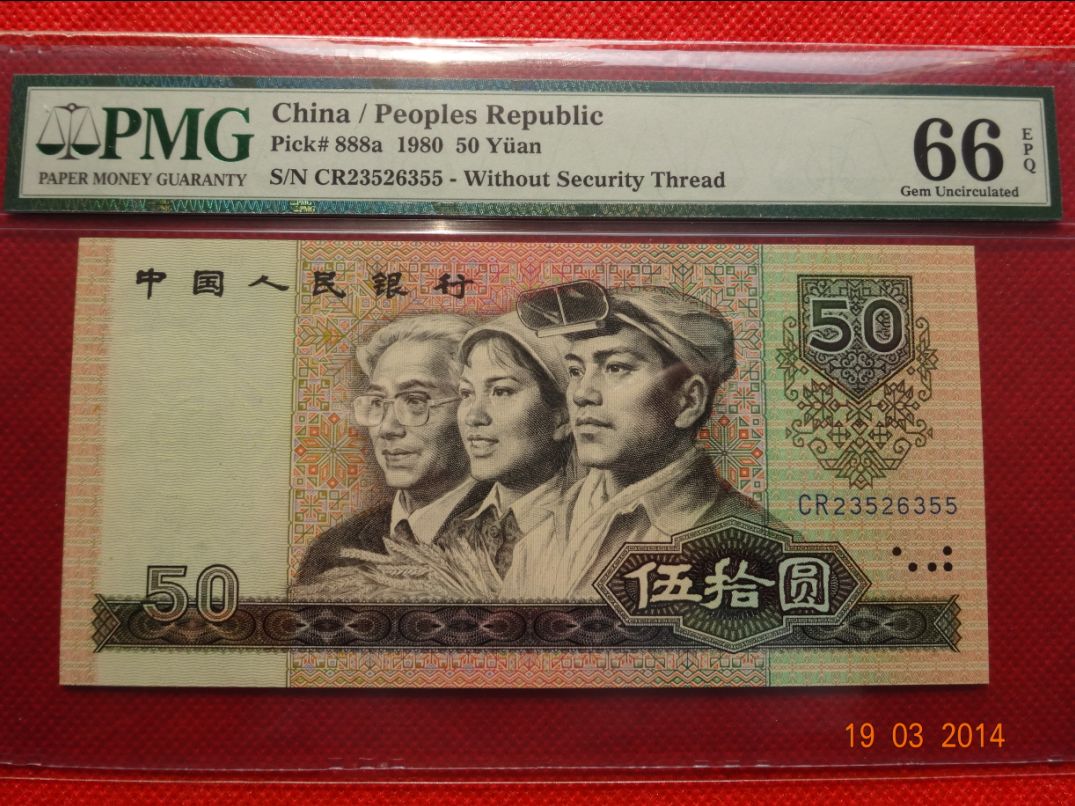 PMG
PAPER MONEY GUARANTY
China / Peoples Republic
Pick# 888a 1980 50 Yüan
S/N CR23526355 - Without Security Thread
66
EPQ
Gem Uncirculated
中国人民银行
50
CR23526355
50
伍拾圆
19 03 2014